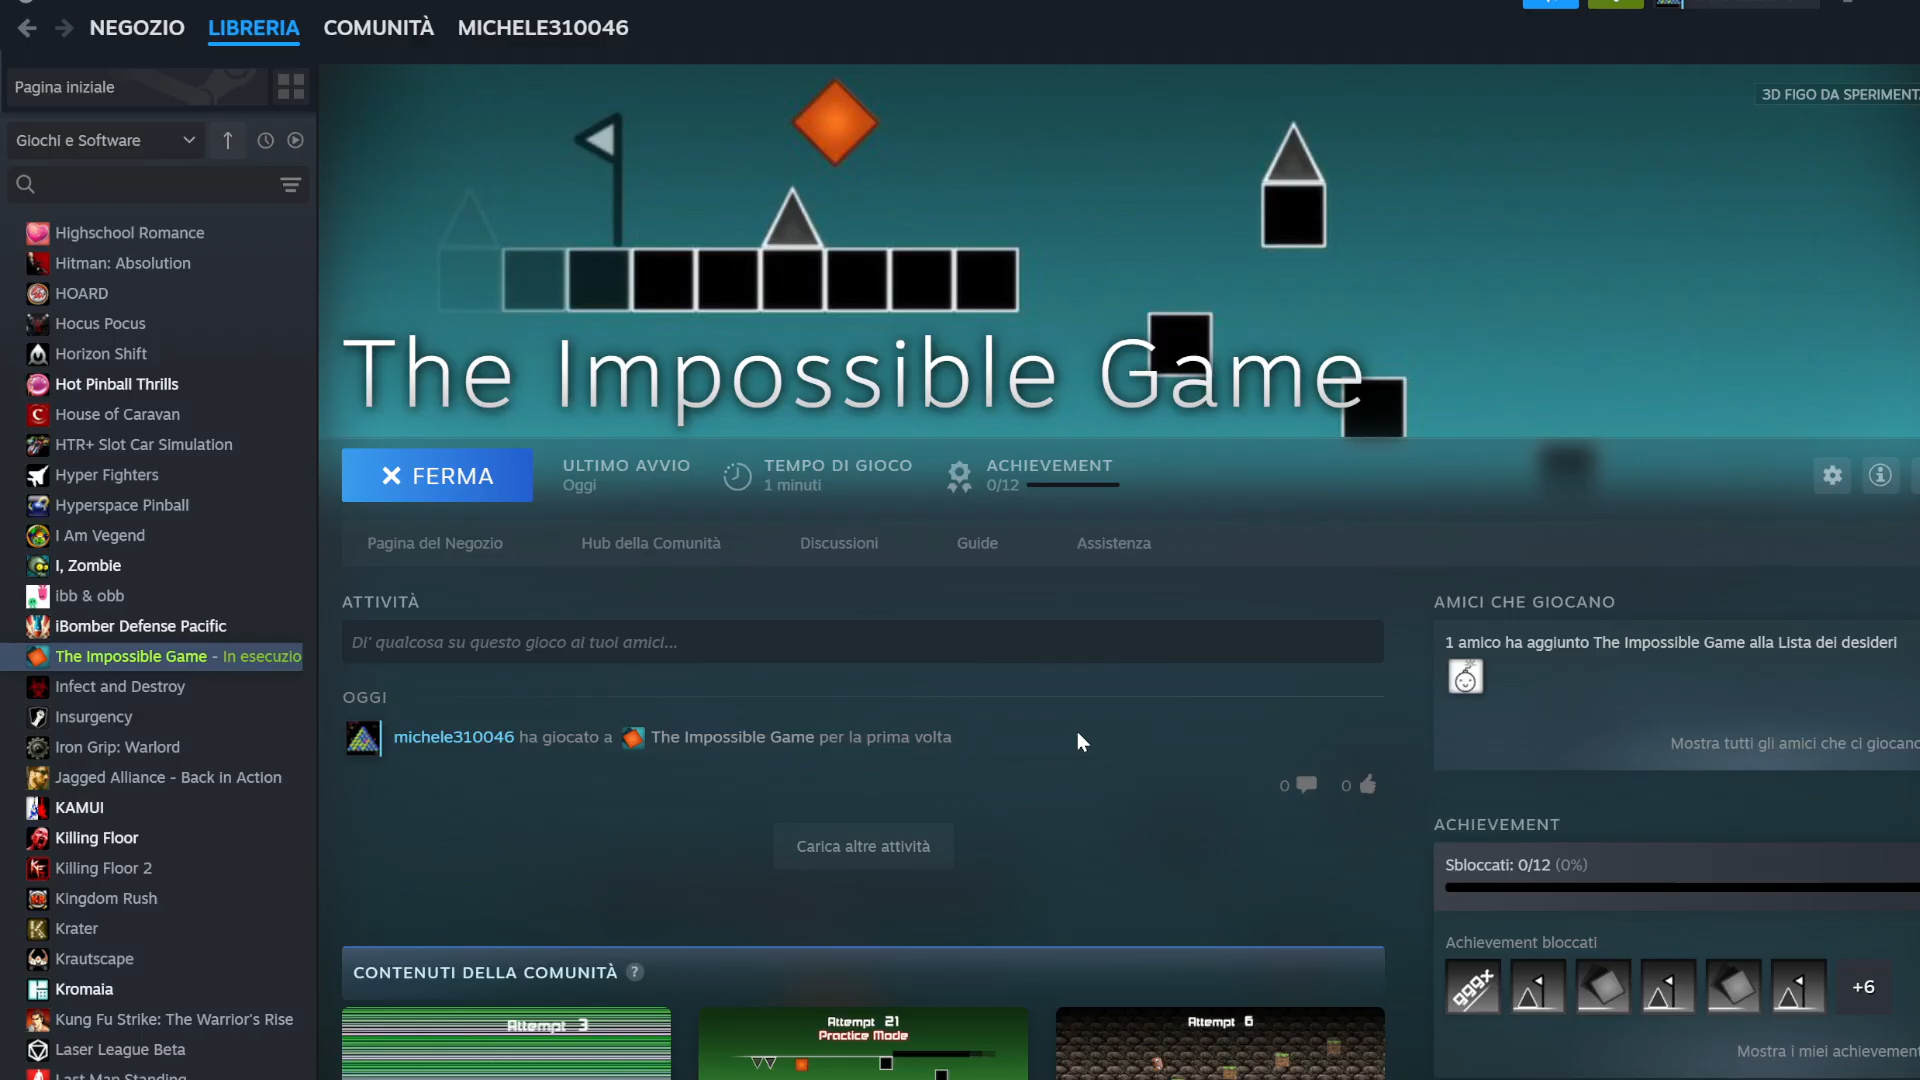 NEGOZIO LIBRERIA COMUNITÀ MICHELE310046
Pagina iniziale
3D FIGO DA SPERIMENTA
Giochi e Software
Highschool Romance
Hitman: Absolution
HOARD
Hocus Pocus
Horizon Shift
Hot Pinball Thrills
House of Caravan
HTR+ Slot Car Simulation
Hyper Fighters
Hyperspace Pinball
I Am Vegend
I, Zombie
ibb & obb
iBomber Defense Pacific
The Impossible Game - In esecuzio
Infect and Destroy
Insurgency
Iron Grip: Warlord
Jagged Alliance - Back in Action
KAMUI
Killing Floor
Killing Floor 2
Kingdom Rush
Krater
Krautscape
Kromaia
Kung Fu Strike: The Warrior's Rise
Laser League Beta
Last Man Standing
The Impossible Game
FERMA
ULTIMO AVVIO
Oggi
TEMPO DI GIOCO
1 minuti
ACHIEVEMENT
0/12
Pagina del Negozio Hub della Comunità Discussioni Guide Assistenza
ATTIVITÀ
Di' qualcosa su questo gioco ai tuoi amici...
OGGI
michele310046 ha giocato a The Impossible Game per la prima volta
0 0
Carica altre attività
CONTENUTI DELLA COMUNITÀ ?
Attempt 3
Attempt 21
Practice Mode
Attempt 6
AMICI CHE GIOCANO
1 amico ha aggiunto The Impossible Game alla Lista dei desideri
Mostra tutti gli amici che ci giocano
ACHIEVEMENT
Sbloccati: 0/12 (0%)
Achievement bloccati
999x
+6
Mostra i miei achievement